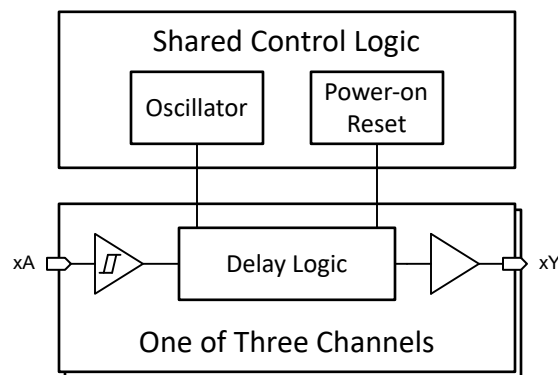 Shared Control Logic
Oscillator
Power-on
Reset
xA
Delay Logic
xY
One of Three Channels